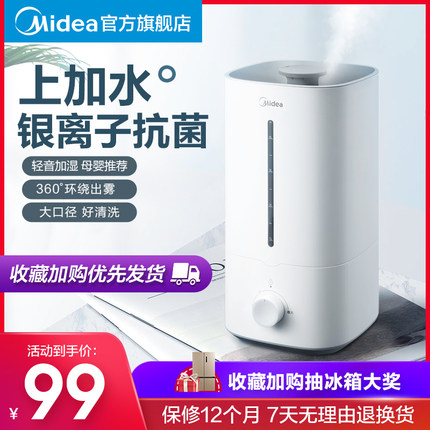 Midea官方旗舰店
上加水°
银离子抗菌
轻音加湿 母婴推荐
360°环绕出雾
大口径 好清洗
Midea
收藏加购优先发货
活动到手价:
¥99
收藏加购抽冰箱大奖
保修12个月 7天无理由退换货